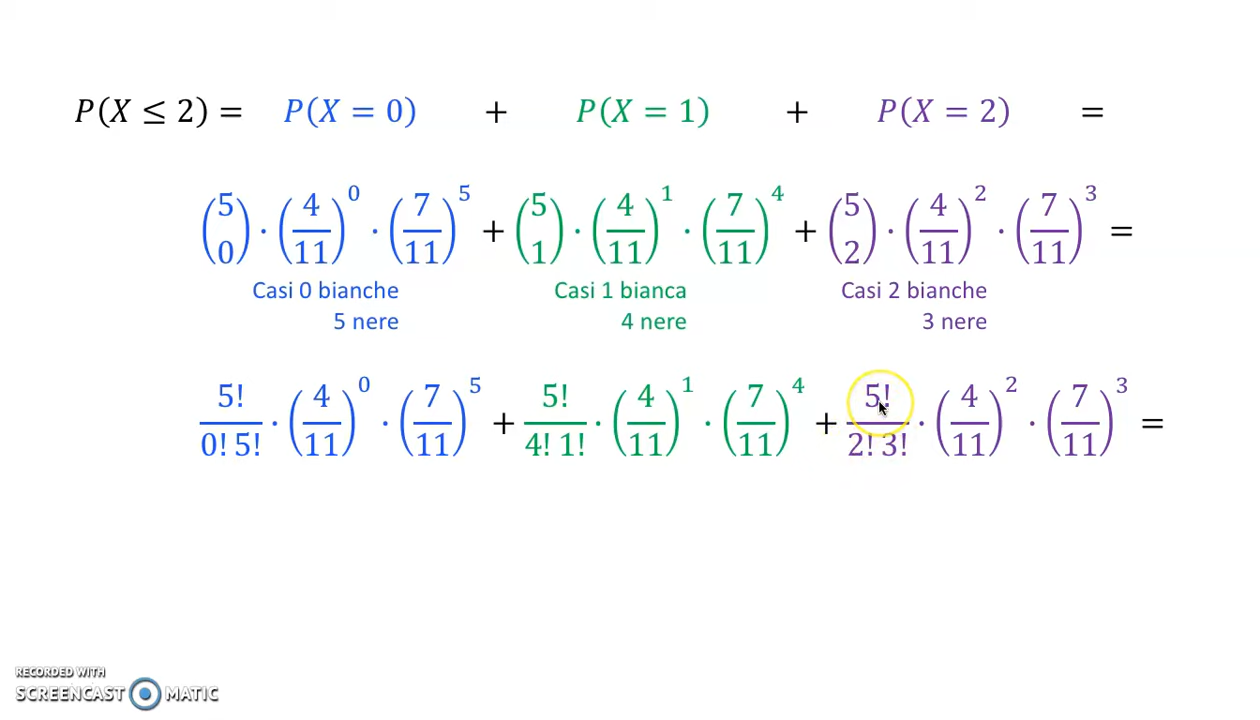 P(X ≤ 2) = P(X = 0) + P(X = 1) + P(X = 2) =
(5 0) · (4/11)^0 · (7/11)^5 + (5 1) · (4/11)^1 · (7/11)^4 + (5 2) · (4/11)^2 · (7/11)^3 =
Casi 0 bianche Casi 1 bianca Casi 2 bianche
5 nere 4 nere 3 nere
5!/0! 5! · (4/11)^0 · (7/11)^5 + 5!/4! 1! · (4/11)^1 · (7/11)^4 + 5!/2! 3! · (4/11)^2 · (7/11)^3 =
RECORDED WITH
SCREENCAST MATIC